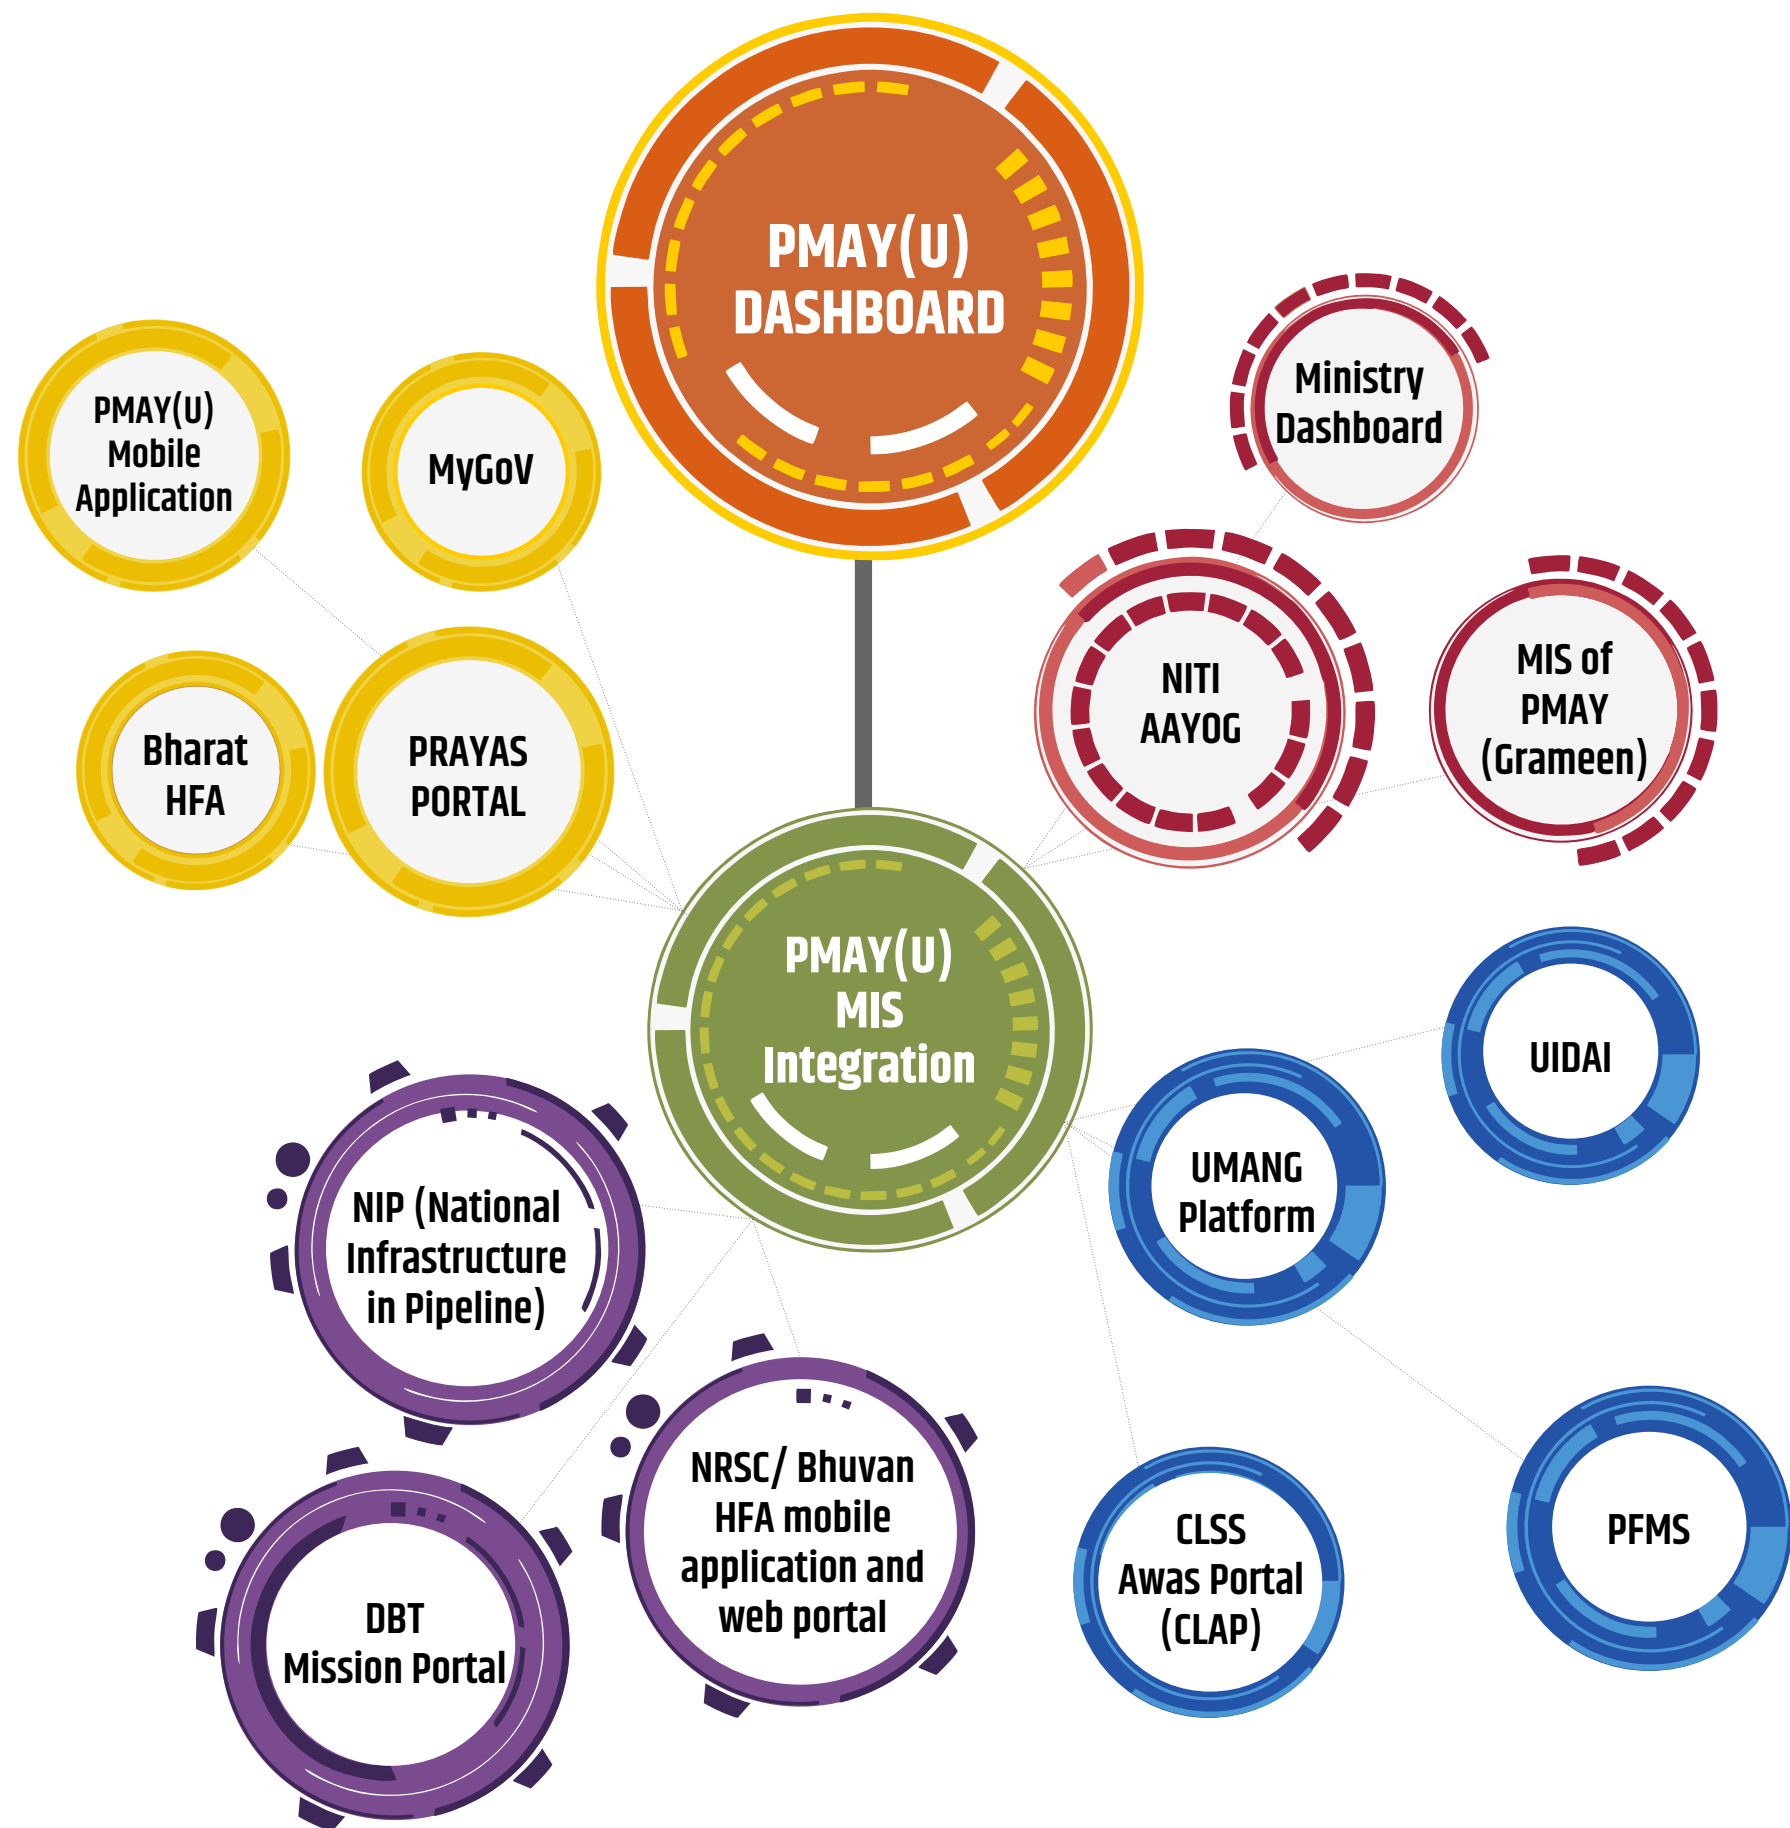 PMAY(U)
DASHBOARD
PMAY(U)
Mobile
Application
MyGoV
Bharat
HFA
PRAYAS
PORTAL
Ministry
Dashboard
NITI
AAYOG
MIS of
PMAY
(Grameen)
PMAY(U)
MIS
Integration
UIDAI
UMANG
Platform
NIP (National
Infrastructure
in Pipeline)
NRSC/ Bhuvan
HFA mobile
application and
web portal
DBT
Mission Portal
CLSS
Awas Portal
(CLAP)
PFMS